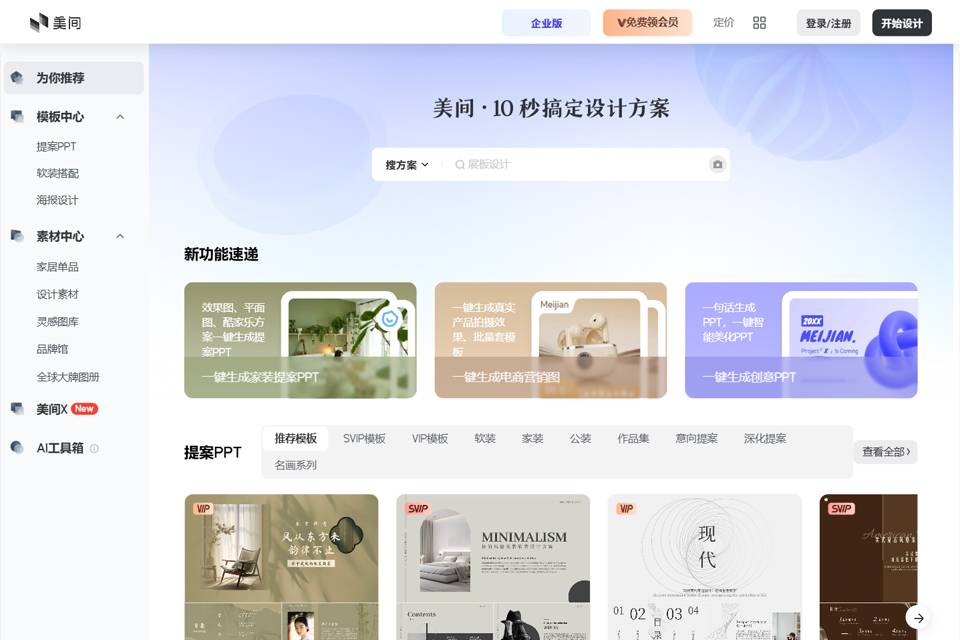 美间
企业版
V免费领会员
定价
登录/注册
开始设计
为你推荐
模板中心
提案PPT
软装搭配
海报设计
素材中心
家居单品
设计素材
灵感图库
品牌馆
全球大牌图册
美间X
New
AI工具箱
美间 · 10 秒搞定设计方案
搜方案
展板设计
新功能速递
效果图、平面
图、酷家乐方
案一键生成提
案PPT
一键生成家装提案PPT
一键生成真实
产品拍摄效
果、批量套模
板
Meijian
一键生成电商营销图
一句话生成
PPT，一键智
能美化PPT
20XX
MEIJIAN.
Project
is Coming
一键生成创意PPT
提案PPT
推荐模板
SVIP模板
VIP模板
软装
家装
公装
作品集
意向提案
深化提案
名画系列
查看全部
VIP
风从东方来
韵律不止
SVIP
MINIMALISM
Contents
VIP
现
代
01
02
03
04
目
录
SVIP
American